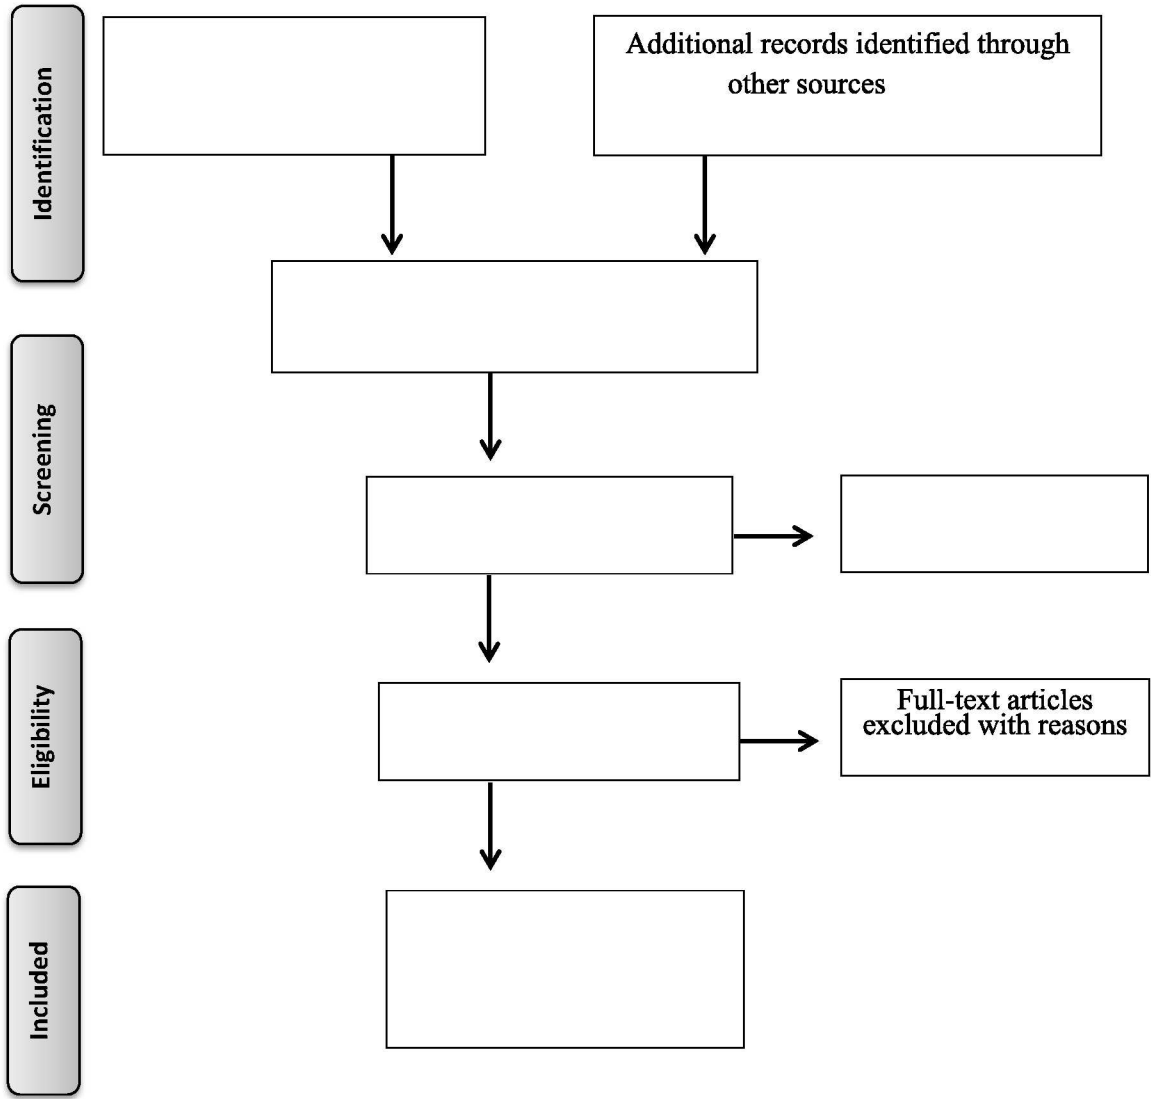 Identification
Additional records identified through
other sources
Screening
Eligibility
Full-text articles
excluded with reasons
Included